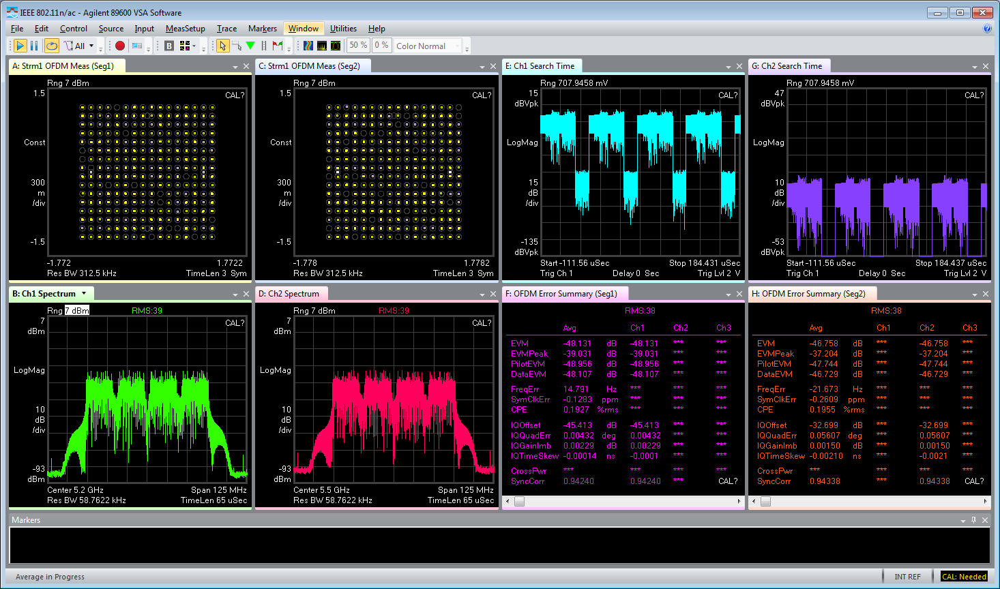 IEEE 802.11n/ac - Agilent 89600 VSA Software
File Edit Control Source Input MeasSetup Trace Markers Window Utilities Help
All B 50 % 0 % Color Normal
A: Strm1 OFDM Meas (Seg1)
Rng 7 dBm
1.5
CAL?
Const
300
m
/div
-1.5
-1.772 1.7722
Res BW 312.5 kHz TimeLen 3 Sym
C: Strm1 OFDM Meas (Seg2)
Rng 7 dBm
1.5
CAL?
Const
300
m
/div
-1.5
-1.778 1.7782
Res BW 312.5 kHz TimeLen 3 Sym
E: Ch1 Search Time
Rng 707.9458 mV
15
dBVpk
CAL?
LogMag
15
dB
/div
-135
dBVpk
Start -111.56 uSec Stop 184.431 uSec
Trig Ch 1 Delay 0 Sec Trig Lvl 2 V
G: Ch2 Search Time
Rng 707.9458 mV
47
dBVpk
CAL?
LogMag
10
dB
/div
-53
dBVpk
Start -111.56 uSec Stop 184.437 uSec
Trig Ch 1 Delay 0 Sec Trig Lvl 2 V
B: Ch1 Spectrum
Rng 7 dBm RMS:39
7
dBm
CAL?
LogMag
10
dB
/div
-93
dBm
Center 5.2 GHz Span 125 MHz
Res BW 58.7622 kHz TimeLen 65 uSec
D: Ch2 Spectrum
Rng 7 dBm RMS:39
7
dBm
CAL?
LogMag
10
dB
/div
-93
dBm
Center 5.5 GHz Span 125 MHz
Res BW 58.7622 kHz TimeLen 65 uSec
F: OFDM Error Summary (Seg1)
RMS:38
Avg Ch1 Ch2 Ch3
EVM -48.131 dB -48.131 *** ***
EVMPeak -39.031 dB -39.031 *** ***
PilotEVM -48.956 dB -48.956 *** ***
DataEVM -48.107 dB -48.107 *** ***
FreqErr 14.791 Hz *** *** ***
SymClkErr -0.1283 ppm *** *** ***
CPE 0.1927 %rms *** *** ***
IQOffset -45.413 dB -45.413 *** ***
IQQuadErr 0.00432 deg 0.00432 *** ***
IQGainImb 0.00229 dB 0.00229 *** ***
IQTimeSkew -0.00014 ns -0.0001 *** ***
CrossPwr *** *** *** ***
SyncCorr 0.94240 0.94240 *** CAL?
H: OFDM Error Summary (Seg2)
RMS:38
Avg Ch1 Ch2 Ch3
EVM -46.758 dB *** -46.758 ***
EVMPeak -37.204 dB *** -37.204 ***
PilotEVM -47.744 dB *** -47.744 ***
DataEVM -46.729 dB *** -46.729 ***
FreqErr -21.673 Hz *** *** ***
SymClkErr -0.2609 ppm *** *** ***
CPE 0.1955 %rms *** *** ***
IQOffset -32.699 dB *** -32.699 ***
IQQuadErr 0.05607 deg *** 0.05607 ***
IQGainImb 0.00150 dB *** 0.00150 ***
IQTimeSkew -0.00210 ns *** -0.0021 ***
CrossPwr *** *** *** ***
SyncCorr 0.94338 *** 0.94338 CAL?
Markers
Average in Progress INT REF CAL: Needed